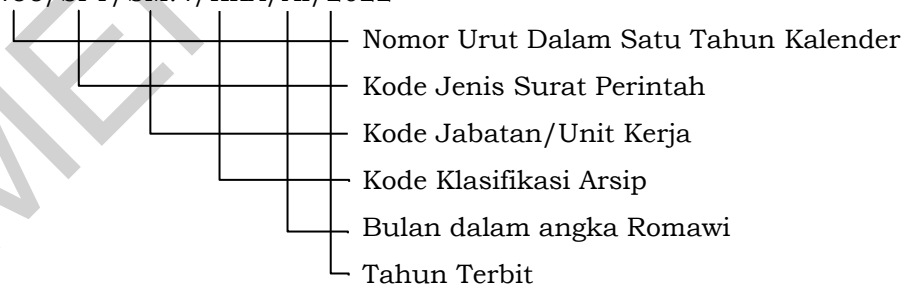 Nomor Urut Dalam Satu Tahun Kalender
Kode Jenis Surat Perintah
Kode Jabatan/Unit Kerja
Kode Klasifikasi Arsip
Bulan dalam angka Romawi
Tahun Terbit